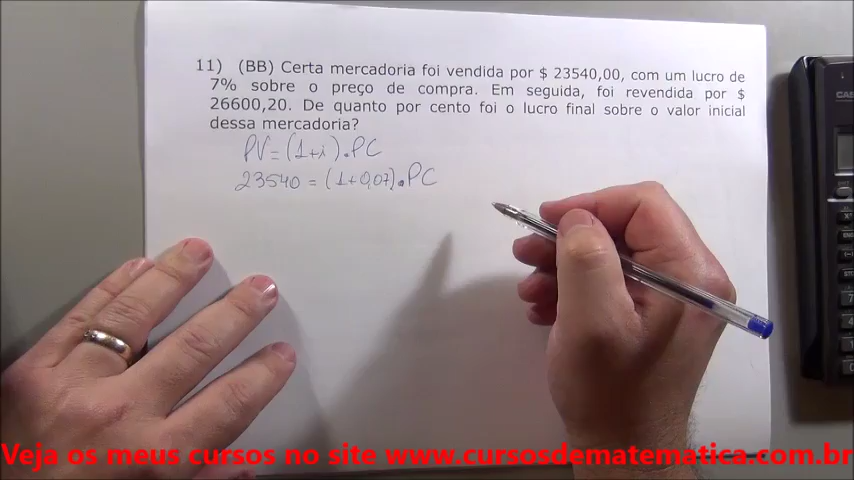 11) (BB) Certa mercadoria foi vendida por $ 23540,00, com um lucro de
7% sobre o preço de compra. Em seguida, foi revendida por $
26600,20. De quanto por cento foi o lucro final sobre o valor inicial
dessa mercadoria?
PV=(1+i).PC
23540=(1+0,07).PC
CAS
Veja os meus cursos no site www.cursosdematematica.com.br